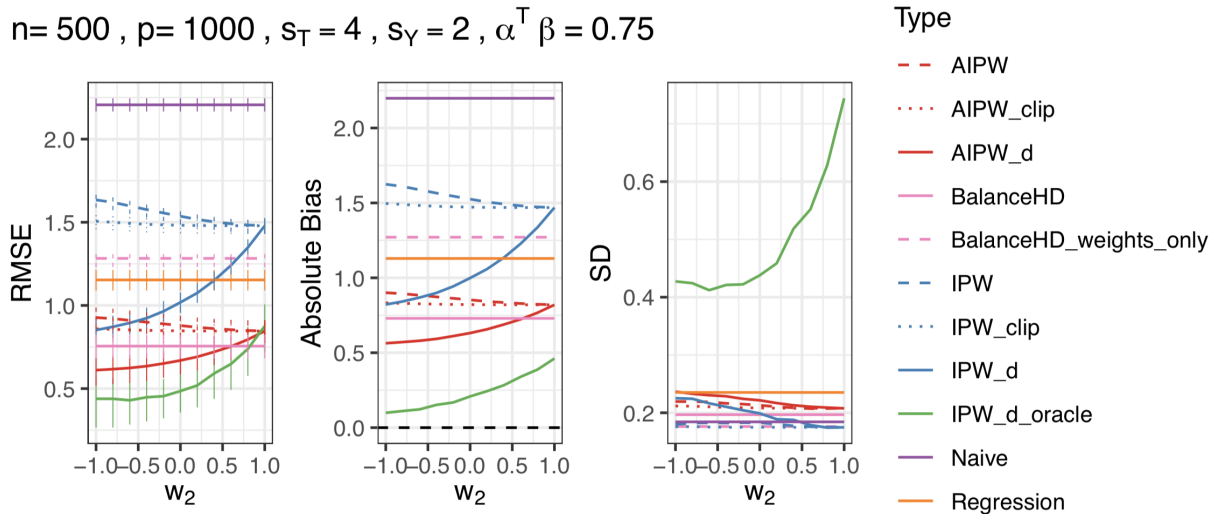 n= 500 , p= 1000 , s_T = 4 , s_Y = 2 , α^T β = 0.75
RMSE
2.0
1.5
1.0
0.5
−1.0−0.5 0.0 0.5 1.0
w_2
Absolute Bias
2.0
1.5
1.0
0.5
0.0
−1.0−0.5 0.0 0.5 1.0
w_2
SD
0.6
0.4
0.2
−1.0−0.5 0.0 0.5 1.0
w_2
Type
AIPW
AIPW_clip
AIPW_d
BalanceHD
BalanceHD_weights_only
IPW
IPW_clip
IPW_d
IPW_d_oracle
Naive
Regression